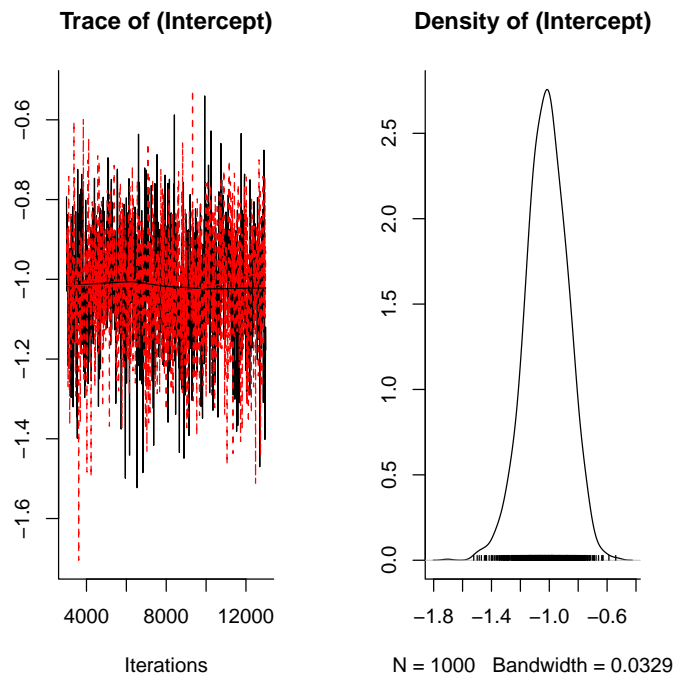 Trace of (Intercept)
−0.6
−0.8
−1.0
−1.2
−1.4
−1.6
4000 8000 12000
Iterations
Density of (Intercept)
2.5
2.0
1.5
1.0
0.5
0.0
−1.8 −1.4 −1.0 −0.6
N = 1000 Bandwidth = 0.0329